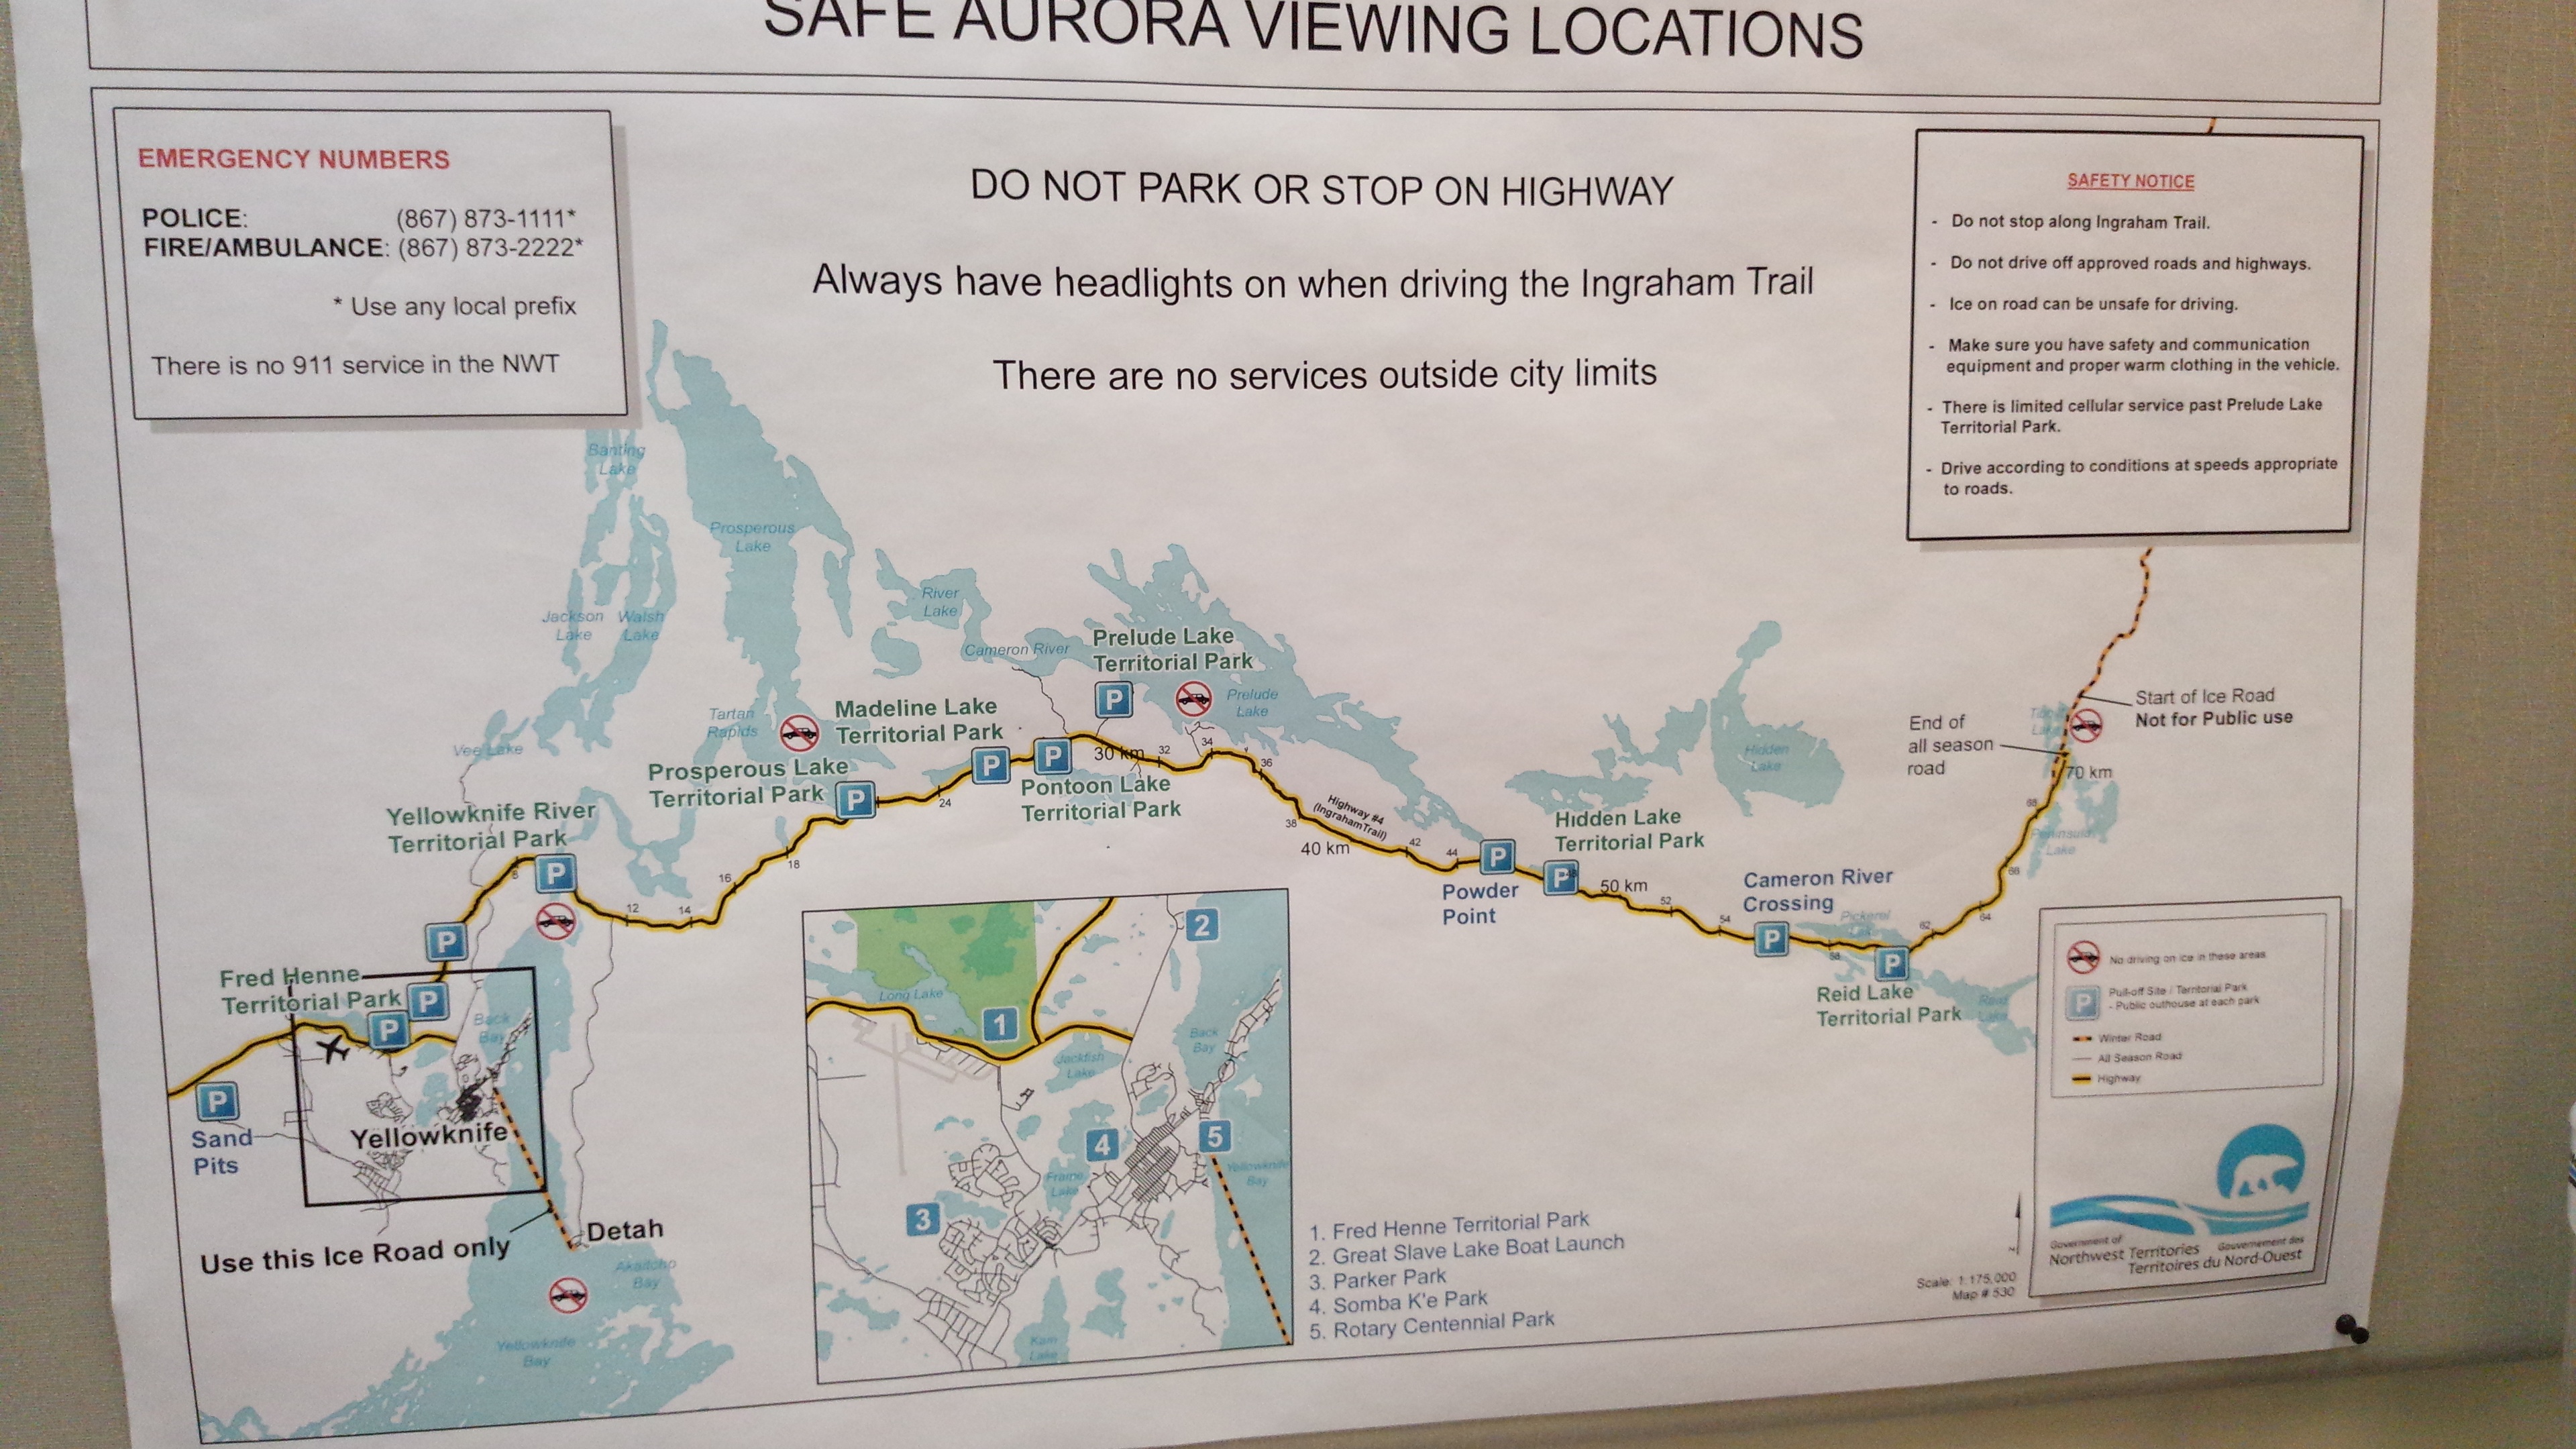 SAFE AURORA VIEWING LOCATIONS
EMERGENCY NUMBERS
POLICE: (867) 873-1111*
FIRE/AMBULANCE: (867) 873-2222*
* Use any local prefix
There is no 911 service in the NWT
DO NOT PARK OR STOP ON HIGHWAY
Always have headlights on when driving the Ingraham Trail
There are no services outside city limits
SAFETY NOTICE
- Do not stop along Ingraham Trail.
- Do not drive off approved roads and highways.
- Ice on road can be unsafe for driving.
- Make sure you have safety and communication
equipment and proper warm clothing in the vehicle.
- There is limited cellular service past Prelude Lake
Territorial Park.
- Drive according to conditions at speeds appropriate
to roads.
Banting
Lake
Prosperous
Lake
Jackson
Lake
Walsh
Lake
River
Lake
Cameron River
Prelude Lake
Territorial Park
P
Prelude
Lake
Tartan
Rapids
Madeline Lake
Territorial Park
P
Vee Lake
Prosperous Lake
Territorial Park
P
P
Pontoon Lake
Territorial Park
Yellowknife River
Territorial Park
P
8
12
14
16
18
24
30 km
32
34
36
38
40 km
42
44
Highway #4
(Ingraham Trail)
P
Powder
Point
Hidden
Lake
Hidden Lake
Territorial Park
P
50 km
52
54
Cameron River
Crossing
P
Pickerel
58
P
Reid Lake
Territorial Park
Reid
Lake
62
64
66
68
70 km
Peninsula
Lake
End of
all season
road
Start of Ice Road
Not for Public use
P
Fred Henne
Territorial Park
P
P
P
Sand
Pits
Back
Bay
Yellowknife
Use this Ice Road only
Detah
Akaitcho
Bay
Yellowknife
Bay
2
Long Lake
1
Jackfish
Lake
Back
Bay
4
5
Frame
Lake
Yellowknife
Bay
3
Kam
Lake
1. Fred Henne Territorial Park
2. Great Slave Lake Boat Launch
3. Parker Park
4. Somba K'e Park
5. Rotary Centennial Park
No driving on ice in these areas
P
Pull-off Site / Territorial Park
- Public outhouse at each park
Winter Road
All Season Road
Highway
Government of
Northwest Territories
Gouvernement des
Territoires du Nord-Ouest
Scale: 1:175,000
Map # 530